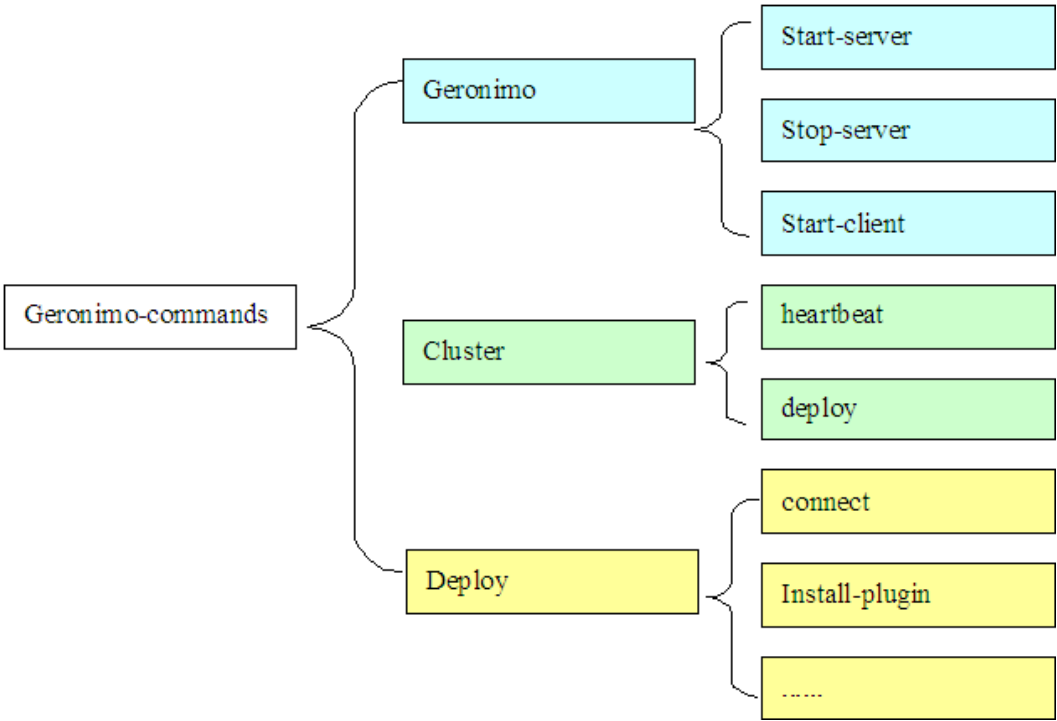 Geronimo-commands
Geronimo
Start-server
Stop-server
Start-client
Cluster
heartbeat
deploy
Deploy
connect
Install-plugin
......